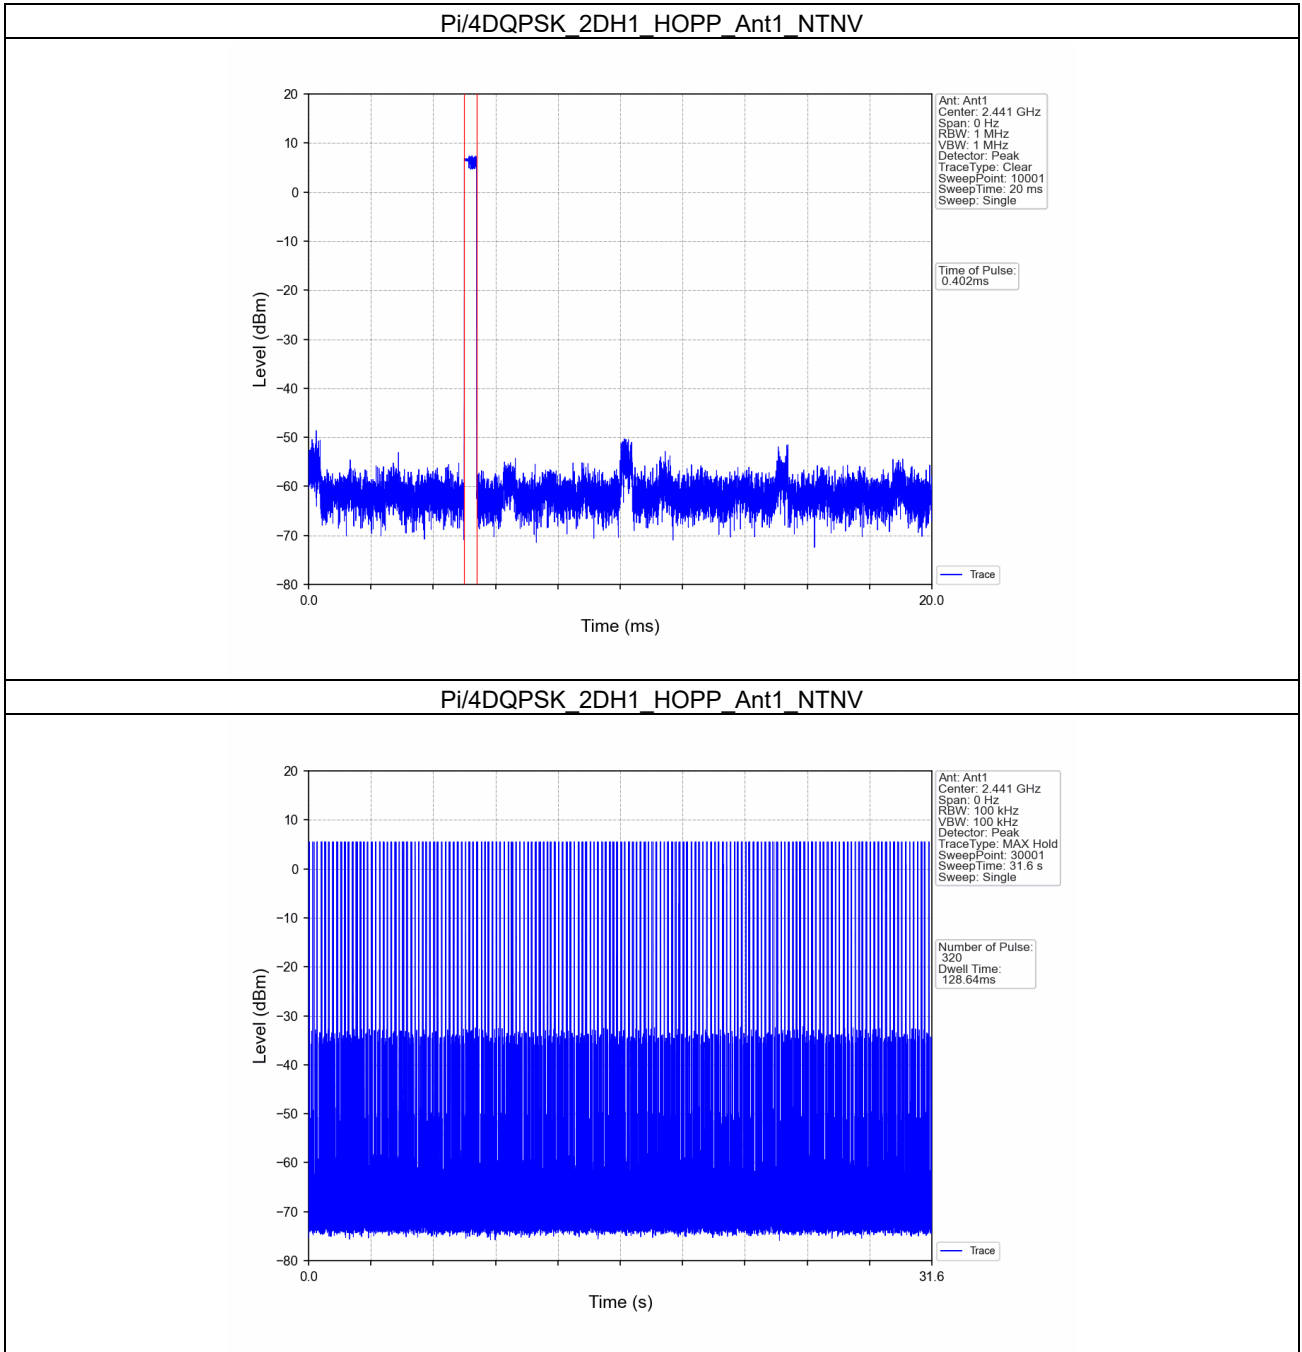 Pi/4DQPSK_2DH1_HOPP_Ant1_NTNV
20
10
0
−10
−20
−30
−40
−50
−60
−70
−80
Level (dBm)
0.0
20.0
Time (ms)
Ant: Ant1
Center: 2.441 GHz
Span: 0 Hz
RBW: 1 MHz
VBW: 1 MHz
Detector: Peak
TraceType: Clear
SweepPoint: 10001
SweepTime: 20 ms
Sweep: Single
Time of Pulse:
0.402ms
Trace
Pi/4DQPSK_2DH1_HOPP_Ant1_NTNV
20
10
0
−10
−20
−30
−40
−50
−60
−70
−80
Level (dBm)
0.0
31.6
Time (s)
Ant: Ant1
Center: 2.441 GHz
Span: 0 Hz
RBW: 100 kHz
VBW: 100 kHz
Detector: Peak
TraceType: MAX Hold
SweepPoint: 30001
SweepTime: 31.6 s
Sweep: Single
Number of Pulse:
320
Dwell Time:
128.64ms
Trace